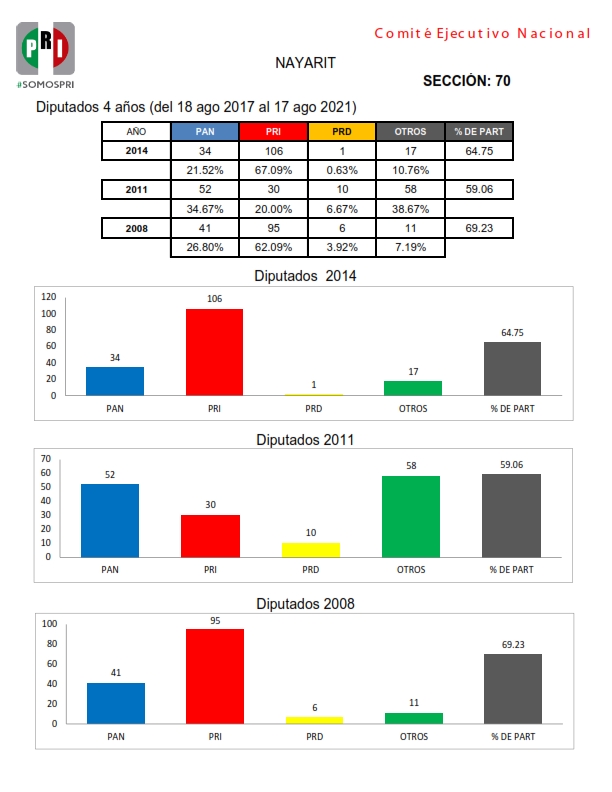 Comité Ejecutivo Nacional
PRI
#SOMOSPRI
NAYARIT
SECCIÓN: 70
Diputados 4 años (del 18 ago 2017 al 17 ago 2021)
AÑO PAN PRI PRD OTROS % DE PART
2014 34 106 1 17 64.75
21.52% 67.09% 0.63% 10.76%
2011 52 30 10 58 59.06
34.67% 20.00% 6.67% 38.67%
2008 41 95 6 11 69.23
26.80% 62.09% 3.92% 7.19%
Diputados 2014
120
100
80
60
40
20
0
34 106 1 17 64.75
PAN PRI PRD OTROS % DE PART
Diputados 2011
70
60
50
40
30
20
10
0
52 30 10 58 59.06
PAN PRI PRD OTROS % DE PART
Diputados 2008
100
80
60
40
20
0
41 95 6 11 69.23
PAN PRI PRD OTROS % DE PART